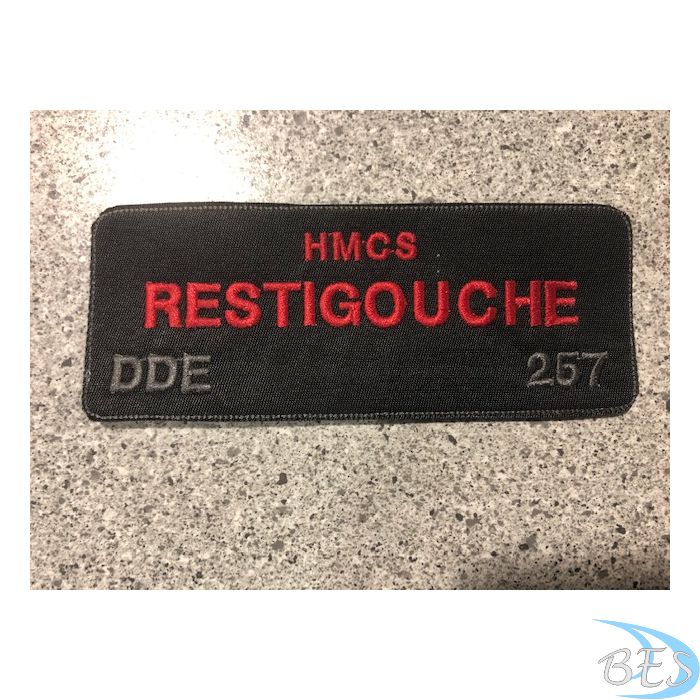 HMCS
RESTIGOUCHE
DDE 257
BES